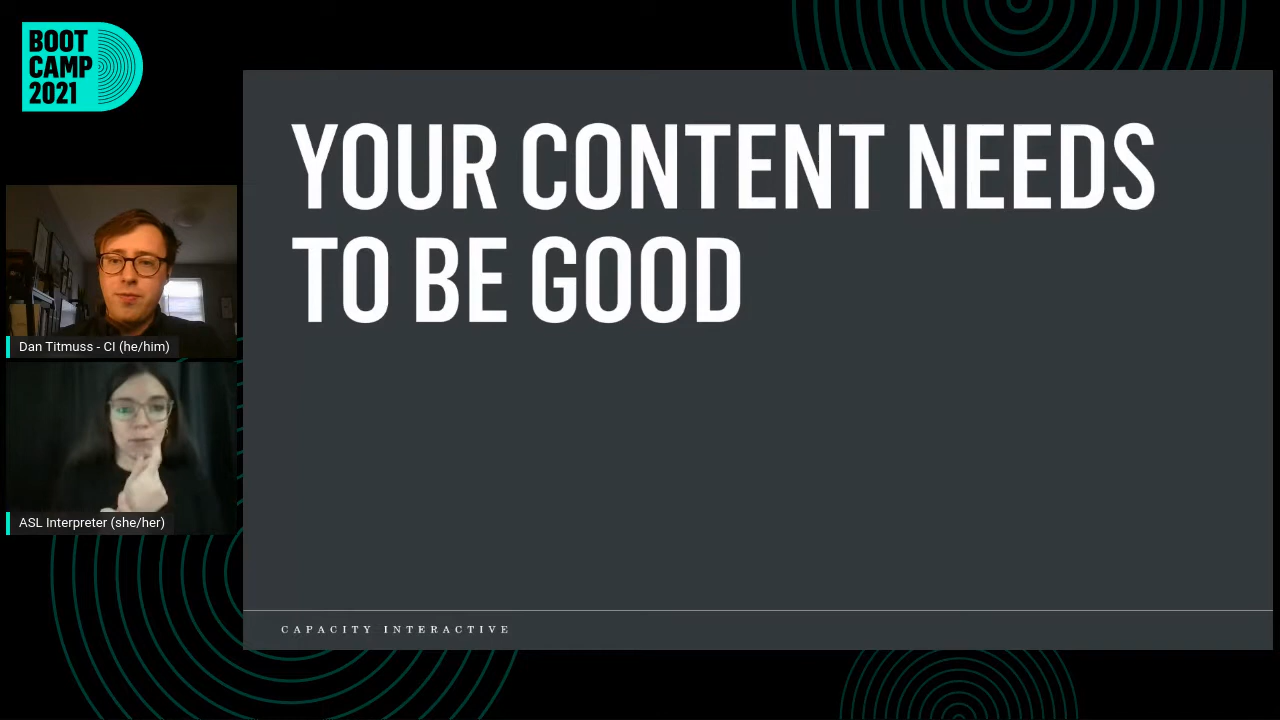 BOOT
CAMP
2021
YOUR CONTENT NEEDS
TO BE GOOD
Dan Titmuss - CI (he/him)
ASL Interpreter (she/her)
CAPACITY INTERACTIVE